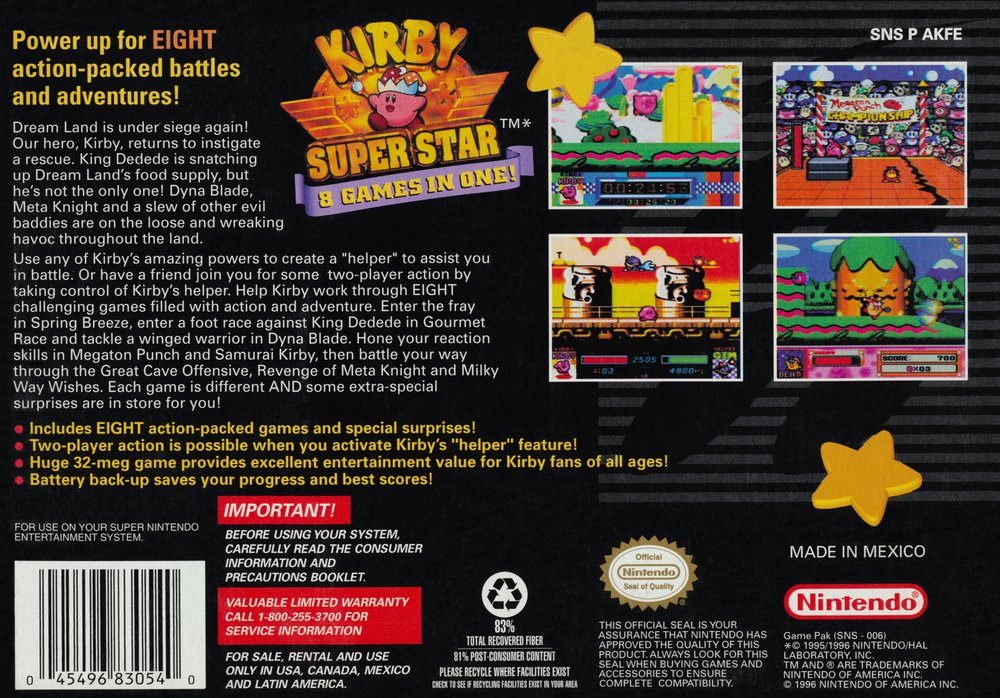 Power up for EIGHT
action-packed battles
and adventures!
Dream Land is under siege again!
Our hero, Kirby, returns to instigate
a rescue. King Dedede is snatching
up Dream Land's food supply, but
he's not the only one! Dyna Blade,
Meta Knight and a slew of other evil
baddies are on the loose and wreaking
havoc throughout the land.
Use any of Kirby's amazing powers to create a "helper" to assist you
in battle. Or have a friend join you for some two-player action by
taking control of Kirby's helper. Help Kirby work through EIGHT
challenging games filled with action and adventure. Enter the fray
in Spring Breeze, enter a foot race against King Dedede in Gourmet
Race and tackle a winged warrior in Dyna Blade. Hone your reaction
skills in Megaton Punch and Samurai Kirby, then battle your way
through the Great Cave Offensive, Revenge of Meta Knight and Milky
Way Wishes. Each game is different AND some extra-special
surprises are in store for you!
Includes EIGHT action-packed games and special surprises!
Two-player action is possible when you activate Kirby's "helper" feature!
Huge 32-meg game provides excellent entertainment value for Kirby fans of all ages!
Battery back-up saves your progress and best scores!
KIRBY
SUPER STAR
TM*
8 GAMES IN ONE!
SNS P AKFE
KIRBY
00:24:53
Megaton
Punch
CHAMPIONSHIP
KIRBY
2505
HELPER
GIM
KIRBY
BEAM
SCORE: 700
×03
FOR USE ON YOUR SUPER NINTENDO
ENTERTAINMENT SYSTEM.
0 45496 83054 0
IMPORTANT!
BEFORE USING YOUR SYSTEM,
CAREFULLY READ THE CONSUMER
INFORMATION AND
PRECAUTIONS BOOKLET.
VALUABLE LIMITED WARRANTY
CALL 1-800-255-3700 FOR
SERVICE INFORMATION
FOR SALE, RENTAL AND USE
ONLY IN USA, CANADA, MEXICO
AND LATIN AMERICA.
83%
TOTAL RECOVERED FIBER
81% POST-CONSUMER CONTENT
PLEASE RECYCLE WHERE FACILITIES EXIST
CHECK TO SEE IF RECYCLING FACILITIES EXIST IN YOUR AREA
Official
Nintendo
Seal of Quality
®
THIS OFFICIAL SEAL IS YOUR
ASSURANCE THAT NINTENDO HAS
APPROVED THE QUALITY OF THIS
PRODUCT. ALWAYS LOOK FOR THIS
SEAL WHEN BUYING GAMES AND
ACCESSORIES TO ENSURE
COMPLETE COMPATIBILITY.
MADE IN MEXICO
Nintendo®
Game Pak (SNS - 006)
*© 1995/1996 NINTENDO/HAL
LABORATORY, INC.
TM AND ® ARE TRADEMARKS OF
NINTENDO OF AMERICA INC.
© 1996 NINTENDO OF AMERICA INC.